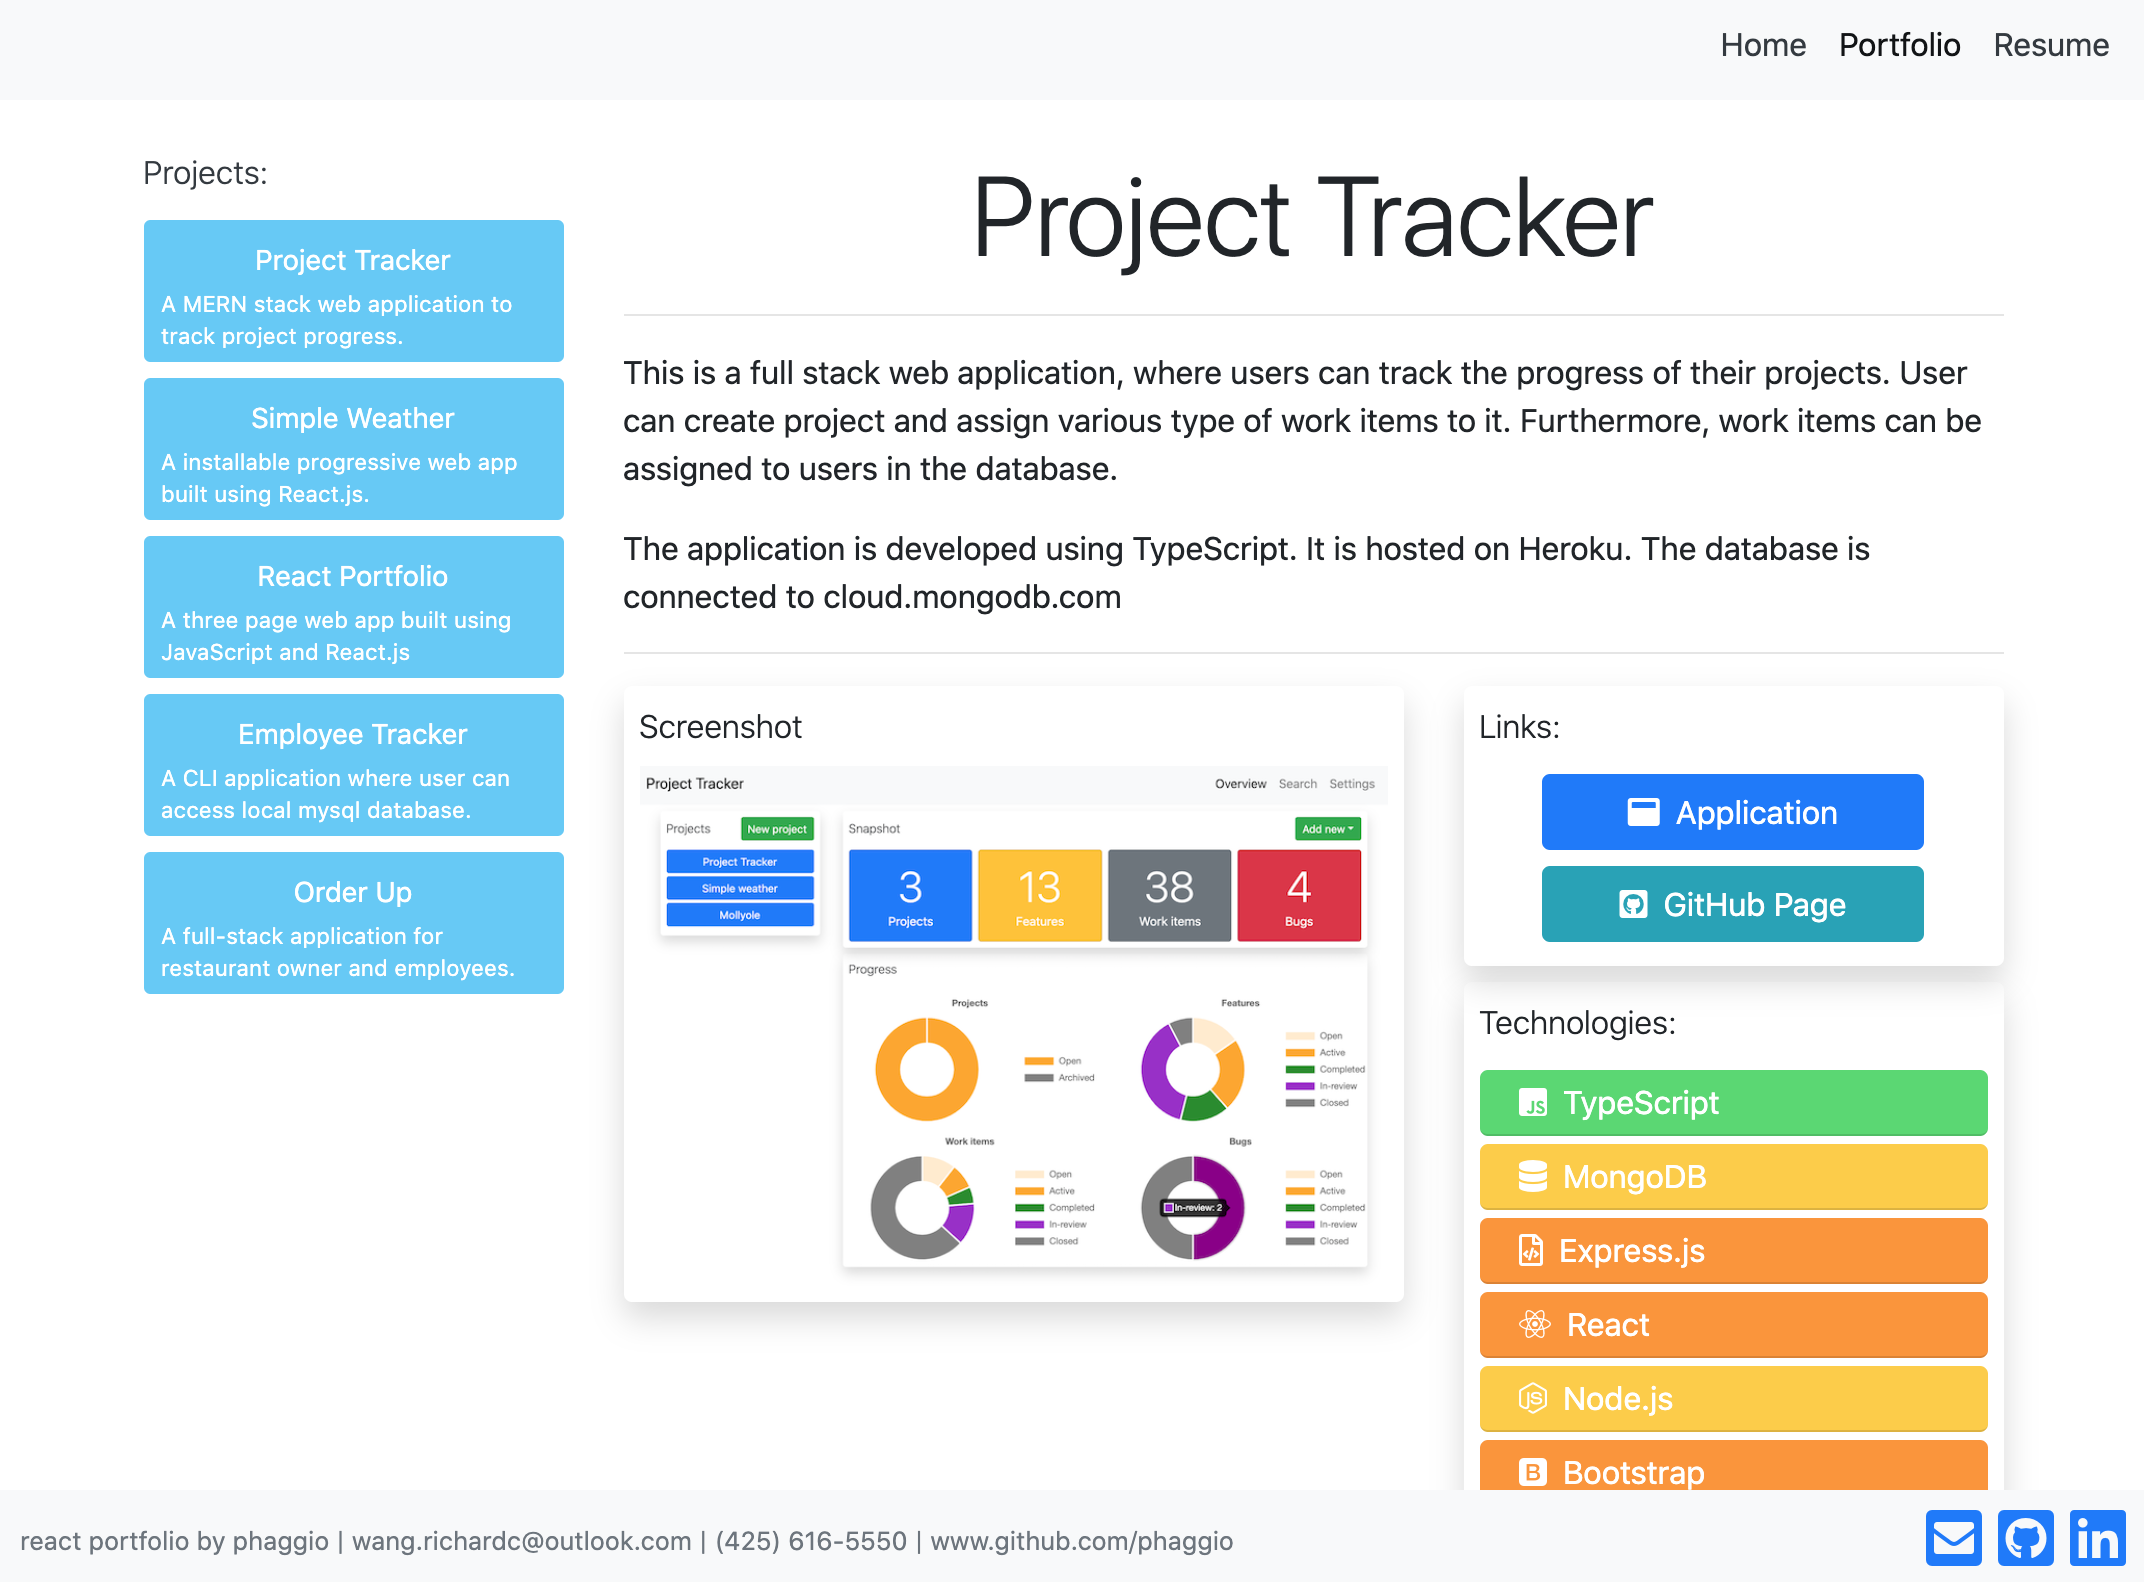 Home Portfolio Resume
Projects:
Project Tracker
A MERN stack web application to
track project progress.
Simple Weather
A installable progressive web app
built using React.js.
React Portfolio
A three page web app built using
JavaScript and React.js
Employee Tracker
A CLI application where user can
access local mysql database.
Order Up
A full-stack application for
restaurant owner and employees.
Project Tracker
This is a full stack web application, where users can track the progress of their projects. User
can create project and assign various type of work items to it. Furthermore, work items can be
assigned to users in the database.
The application is developed using TypeScript. It is hosted on Heroku. The database is
connected to cloud.mongodb.com
Screenshot
Project Tracker
Overview Search Settings
Projects
New project
Project Tracker
Simple weather
Mollyole
Snapshot
Add new
3
Projects
13
Features
38
Work items
4
Bugs
Progress
Projects
Open
Archived
Features
Open
Active
Completed
In-review
Closed
Work items
Open
Active
Completed
In-review
Closed
Bugs
In-review: 2
Open
Active
Completed
In-review
Closed
Links:
Application
GitHub Page
Technologies:
JS TypeScript
MongoDB
Express.js
React
JS Node.js
B Bootstrap
react portfolio by phaggio | wang.richardc@outlook.com | (425) 616-5550 | www.github.com/phaggio
in